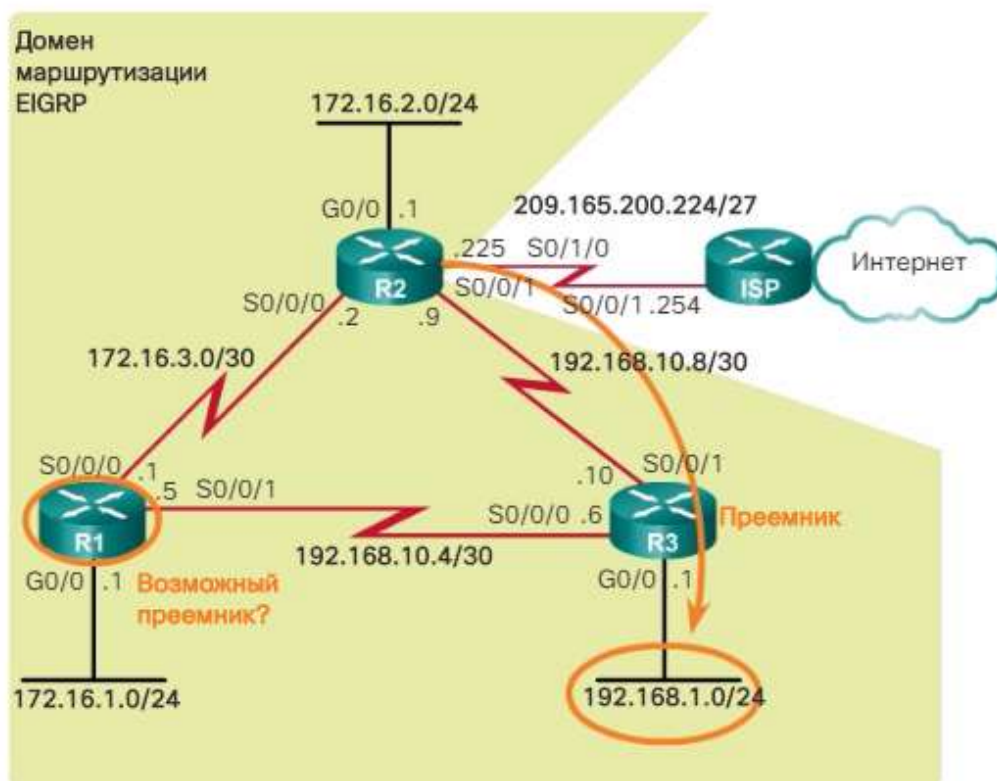 Домен
маршрутизации
EIGRP
172.16.2.0/24
G0/0 .1
209.165.200.224/27
.225 S0/1/0
R2
S0/0/0 .2
S0/0/1 .9
S0/0/1 .254
ISP
Интернет
172.16.3.0/30
192.168.10.8/30
S0/0/0 .1
.5 S0/0/1
R1
.10 S0/0/1
S0/0/0 .6
R3
Преемник
192.168.10.4/30
G0/0 .1
Возможный
преемник?
G0/0 .1
172.16.1.0/24
192.168.1.0/24